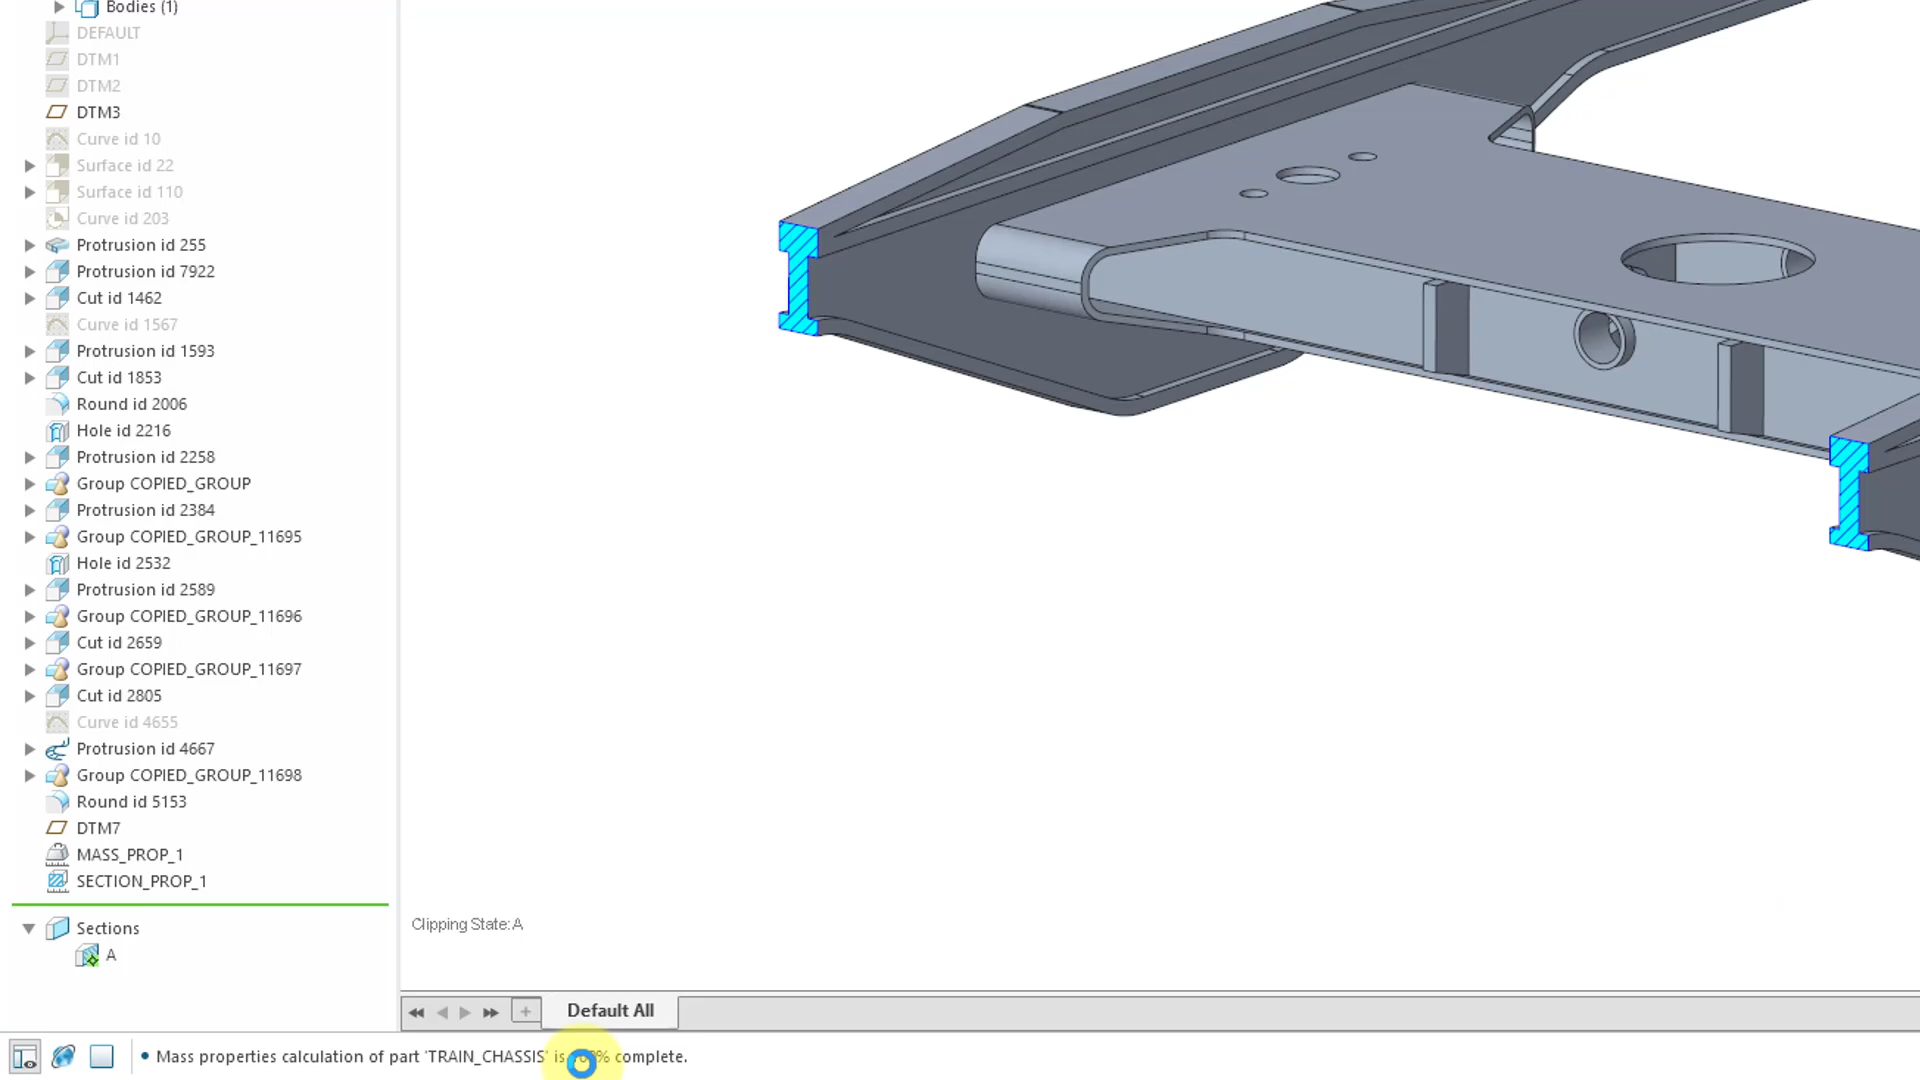 Bodies (1)
DEFAULT
DTM1
DTM2
DTM3
Curve id 10
Surface id 22
Surface id 110
Curve id 203
Protrusion id 255
Protrusion id 7922
Cut id 1462
Curve id 1567
Protrusion id 1593
Cut id 1853
Round id 2006
Hole id 2216
Protrusion id 2258
Group COPIED_GROUP
Protrusion id 2384
Group COPIED_GROUP_11695
Hole id 2532
Protrusion id 2589
Group COPIED_GROUP_11696
Cut id 2659
Group COPIED_GROUP_11697
Cut id 2805
Curve id 4655
Protrusion id 4667
Group COPIED_GROUP_11698
Round id 5153
DTM7
MASS_PROP_1
SECTION_PROP_1
Sections
A
Clipping State:A
Default All
• Mass properties calculation of part 'TRAIN_CHASSIS' is complete.